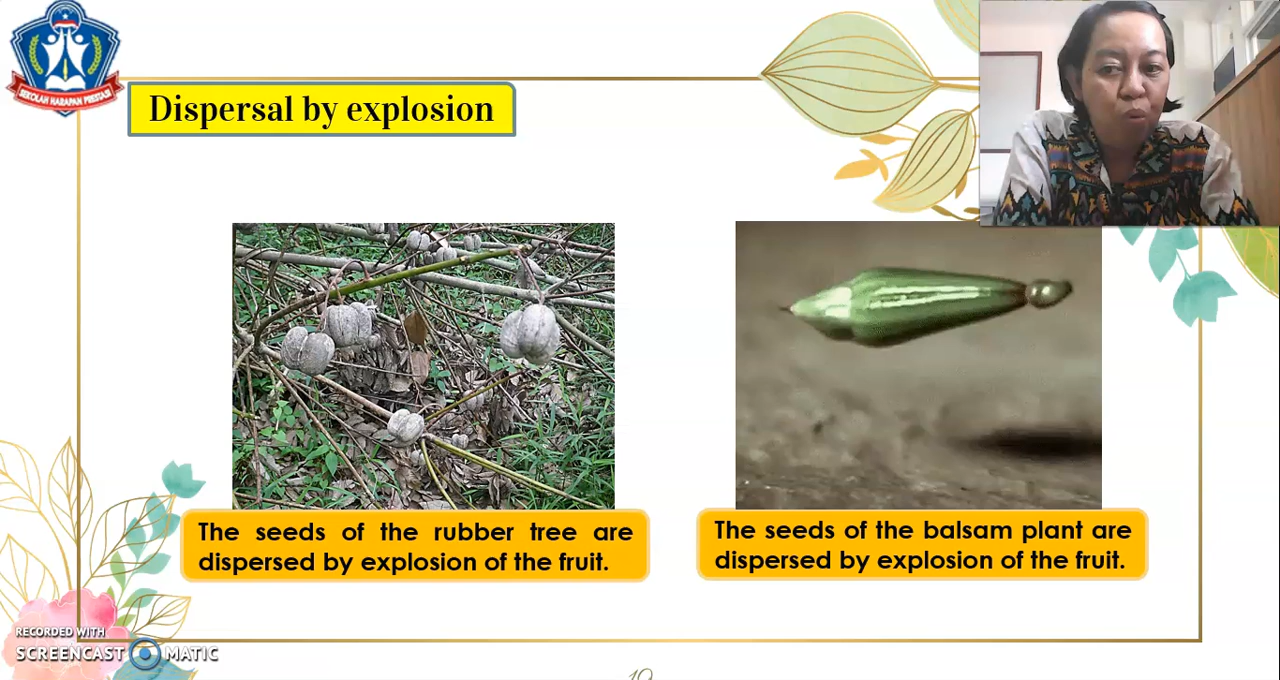 SEKOLAH HARAPAN PRESTASI
Dispersal by explosion
The seeds of the rubber tree are
dispersed by explosion of the fruit.
The seeds of the balsam plant are
dispersed by explosion of the fruit.
RECORDED WITH
SCREENCAST MATIC